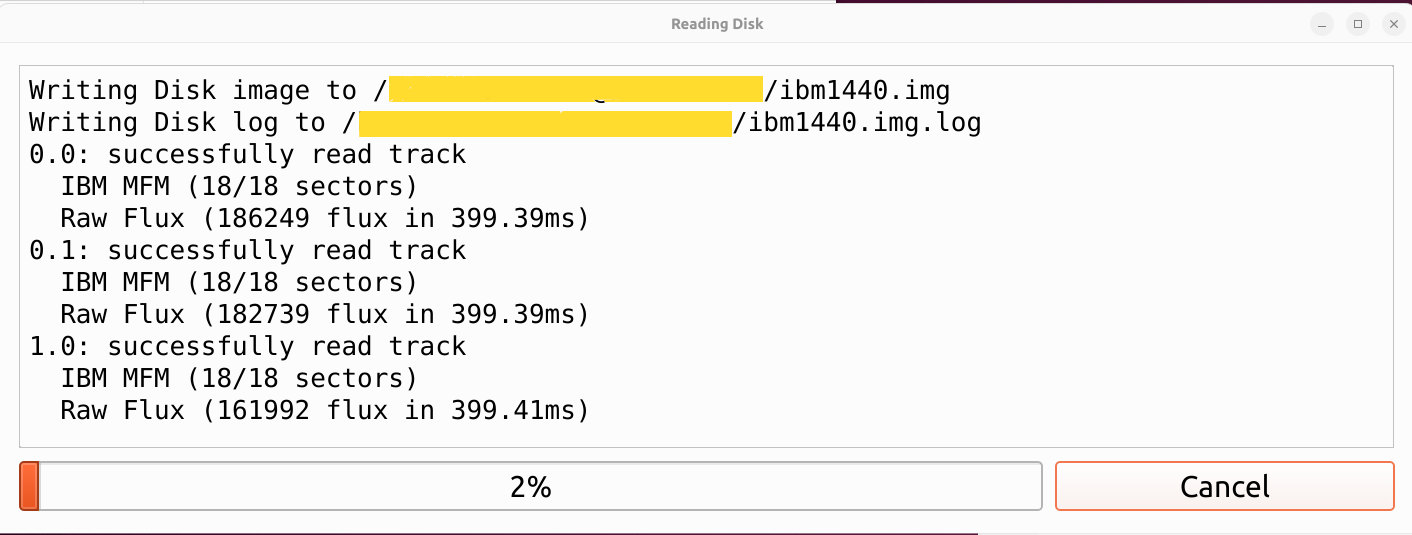 Reading Disk
Writing Disk image to / /ibm1440.img
Writing Disk log to / /ibm1440.img.log
0.0: successfully read track
  IBM MFM (18/18 sectors)
  Raw Flux (186249 flux in 399.39ms)
0.1: successfully read track
  IBM MFM (18/18 sectors)
  Raw Flux (182739 flux in 399.39ms)
1.0: successfully read track
  IBM MFM (18/18 sectors)
  Raw Flux (161992 flux in 399.41ms)
2%
Cancel